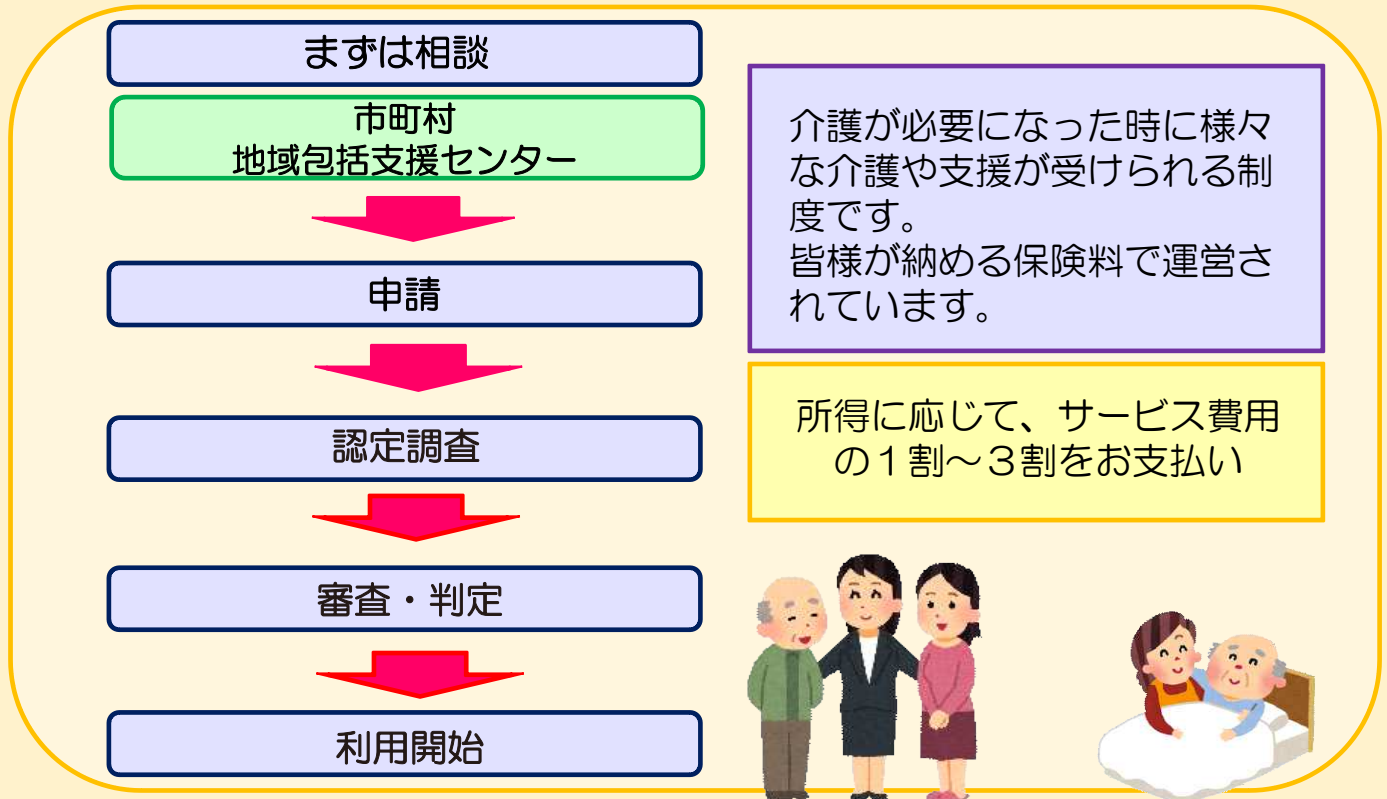 まずは相談
市町村
地域包括支援センター
申請
認定調査
審査・判定
利用開始
介護が必要になった時に様々
な介護や支援が受けられる制
度です。
皆様が納める保険料で運営さ
れています。
所得に応じて、サービス費用
の１割～３割をお支払い